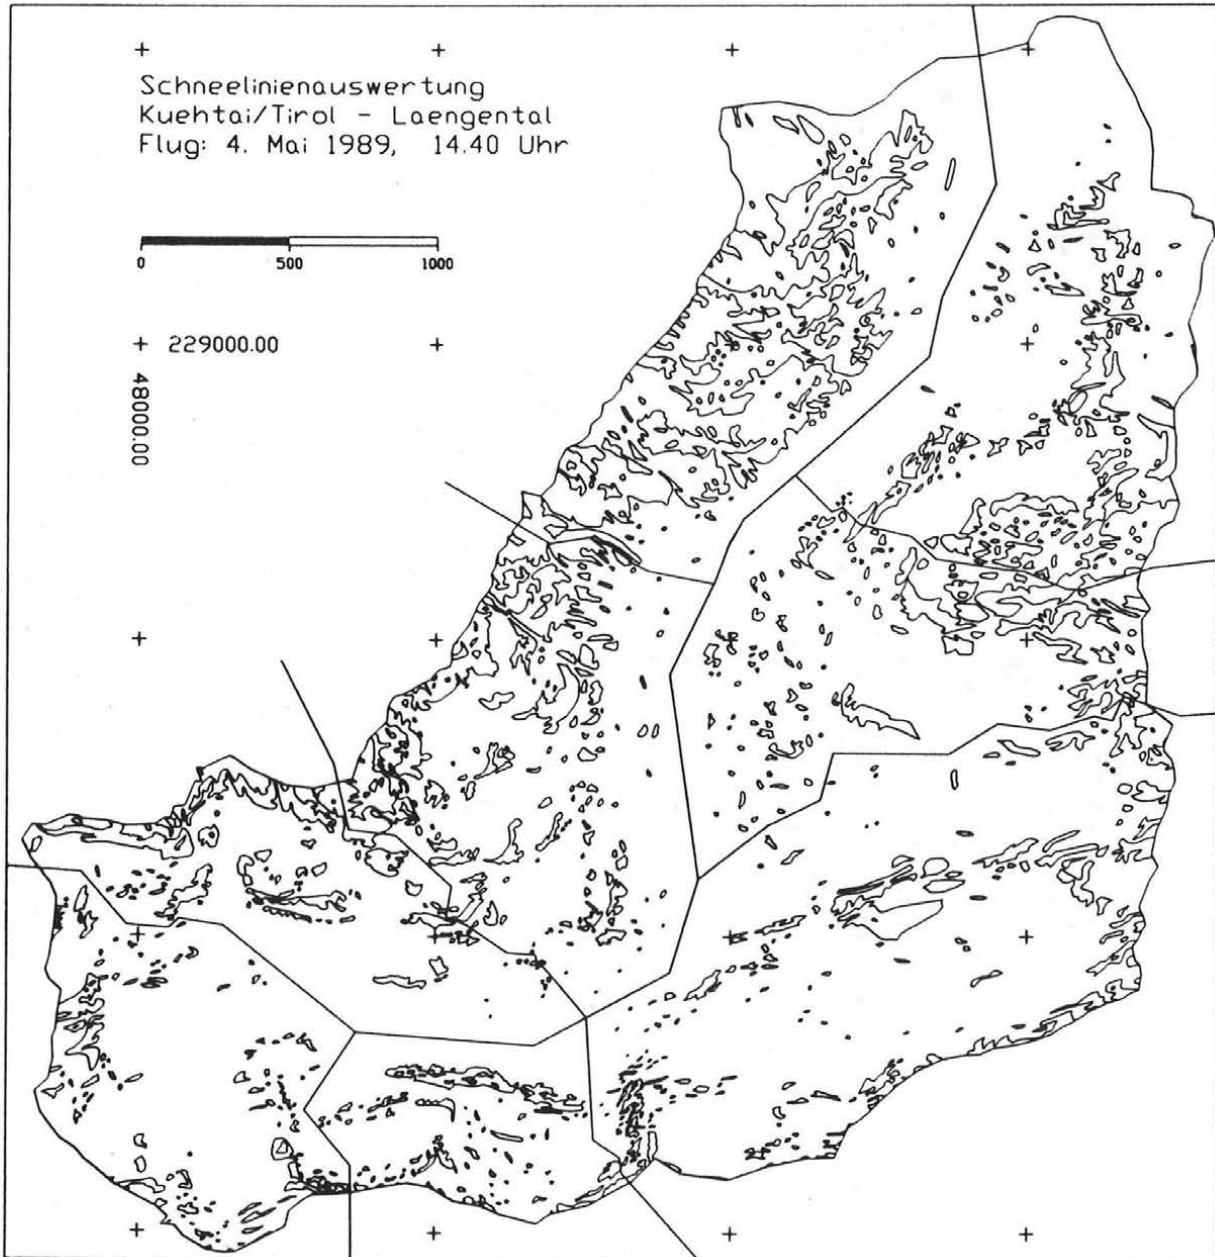 Schneelinienauswertung
Kuehtai/Tirol - Laengental
Flug: 4. Mai 1989, 14.40 Uhr
0 500 1000
229000.00
48000.00